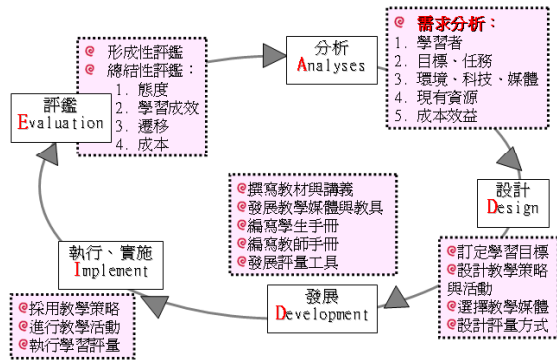 分析
Analyses
@ 需求分析：
1. 學習者
2. 目標、任務
3. 環境、科技、媒體
4. 現有資源
5. 成本效益
設計
Design
@訂定學習目標
@設計教學策略
與活動
@選擇教學媒體
@設計評量方式
發展
Development
@撰寫教材與講義
@發展教學媒體與教具
@編寫學生手冊
@編寫教師手冊
@發展評量工具
執行、實施
Implement
@採用教學策略
@進行教學活動
@執行學習評量
評鑑
Evaluation
@ 形成性評鑑
@ 總結性評鑑：
1. 態度
2. 學習成效
3. 遷移
4. 成本